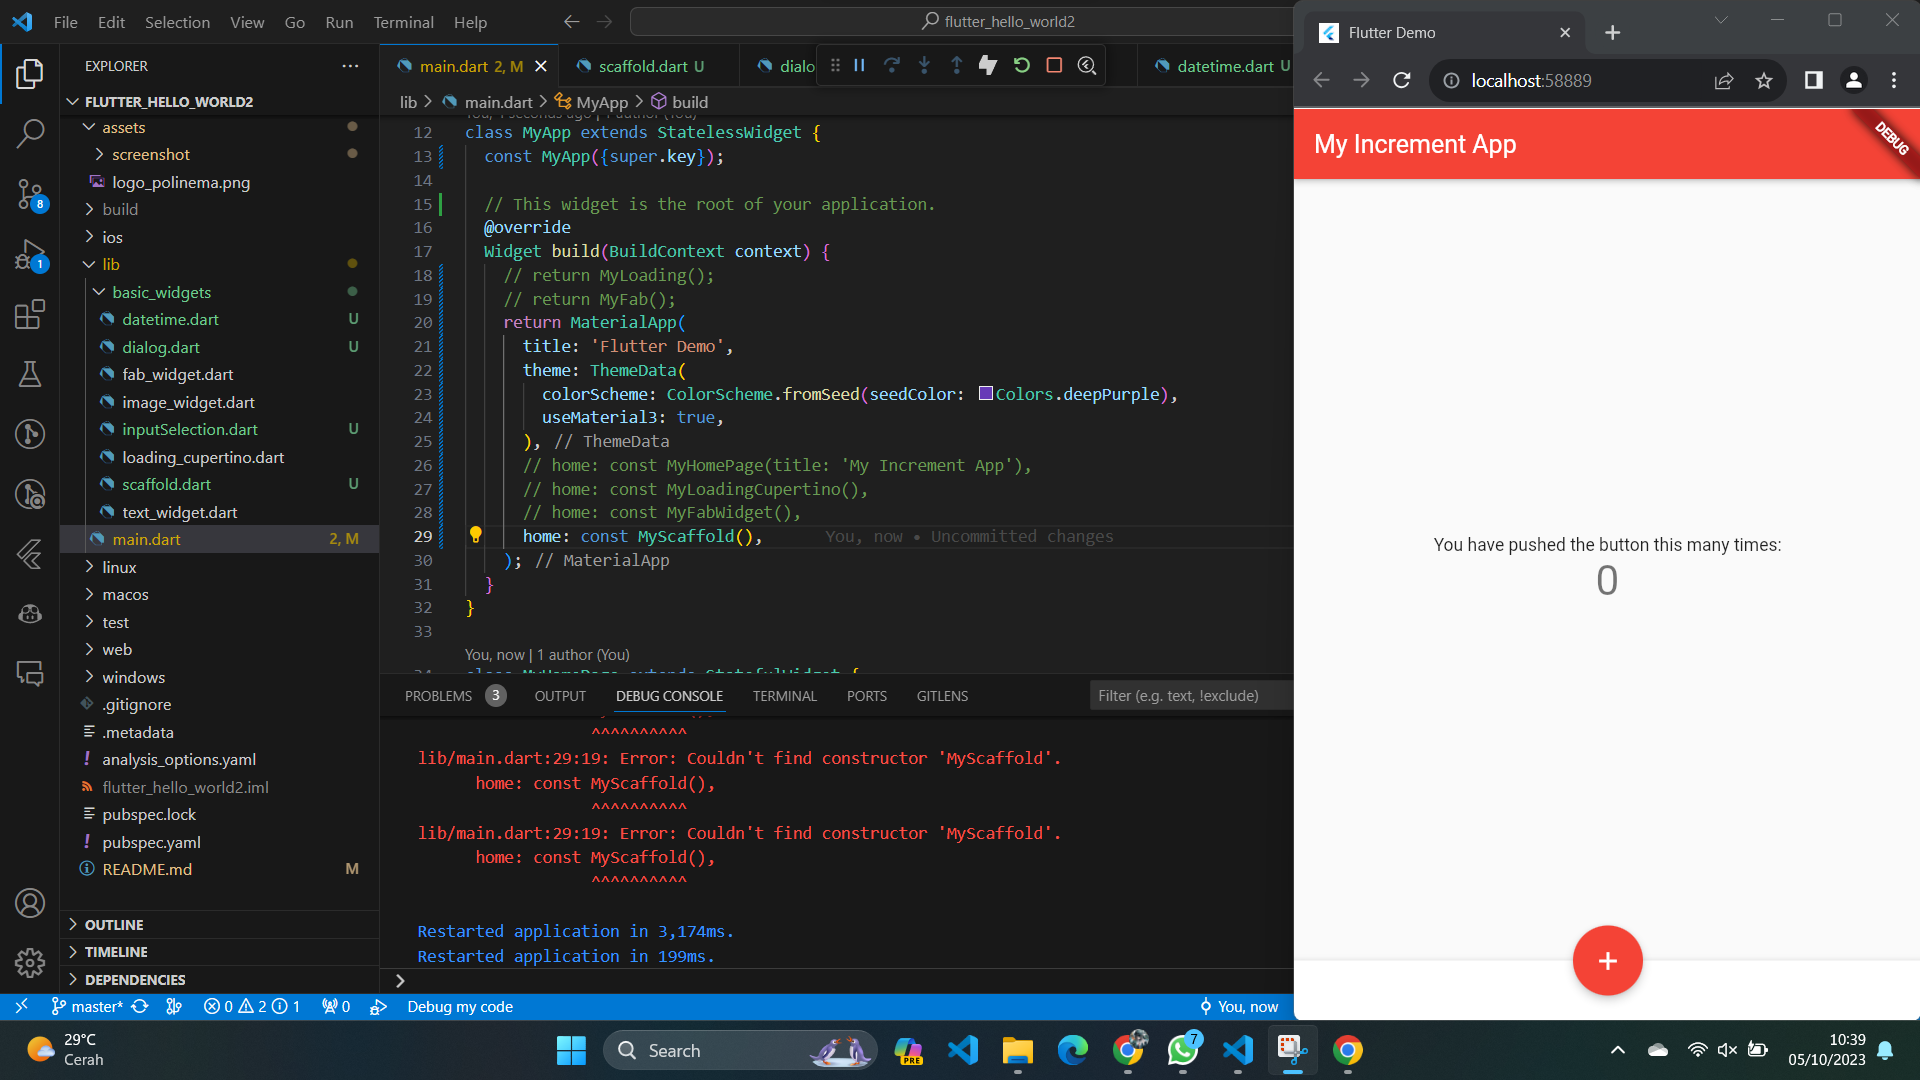 File Edit Selection View Go Run Terminal Help
flutter_hello_world2
EXPLORER
FLUTTER_HELLO_WORLD2
assets
screenshot
logo_polinema.png
build
ios
lib
basic_widgets
datetime.dart U
dialog.dart U
fab_widget.dart
image_widget.dart
inputSelection.dart U
loading_cupertino.dart
scaffold.dart U
text_widget.dart
main.dart 2, M
linux
macos
test
web
windows
.gitignore
.metadata
analysis_options.yaml
flutter_hello_world2.iml
pubspec.lock
pubspec.yaml
README.md M
OUTLINE
TIMELINE
DEPENDENCIES
8
1
main.dart 2, M
scaffold.dart U
dialo
datetime.dart U
lib > main.dart > MyApp > build
12 class MyApp extends StatelessWidget {
13 const MyApp({super.key});
14
15 // This widget is the root of your application.
16 @override
17 Widget build(BuildContext context) {
18 // return MyLoading();
19 // return MyFab();
20 return MaterialApp(
21 title: 'Flutter Demo',
22 theme: ThemeData(
23 colorScheme: ColorScheme.fromSeed(seedColor: Colors.deepPurple),
24 useMaterial3: true,
25 ), // ThemeData
26 // home: const MyHomePage(title: 'My Increment App'),
27 // home: const MyLoadingCupertino(),
28 // home: const MyFabWidget(),
29 home: const MyScaffold(), You, now • Uncommitted changes
30 ); // MaterialApp
31 }
32 }
33
You, now | 1 author (You)
class MyHomePage extends StatefulWidget {
PROBLEMS 3 OUTPUT DEBUG CONSOLE TERMINAL PORTS GITLENS
Filter (e.g. text, !exclude)
^^^^^^^^^^
lib/main.dart:29:19: Error: Couldn't find constructor 'MyScaffold'.
home: const MyScaffold(),
^^^^^^^^^^
lib/main.dart:29:19: Error: Couldn't find constructor 'MyScaffold'.
home: const MyScaffold(),
^^^^^^^^^^
Restarted application in 3,174ms.
Restarted application in 199ms.
master* 0 2 1 0 Debug my code
You, now
Flutter Demo
localhost:58889
My Increment App
DEBUG
You have pushed the button this many times:
0
+
29°C
Cerah
Search
PRE
7
10:39
05/10/2023